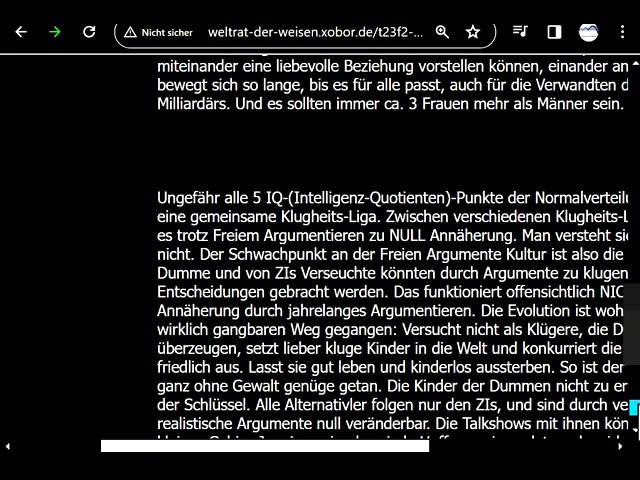 Nicht sicher weltrat-der-weisen.xobor.de/t23f2-...
miteinander eine liebevolle Beziehung vorstellen können, einander an
bewegt sich so lange, bis es für alle passt, auch für die Verwandten d
Milliardärs. Und es sollten immer ca. 3 Frauen mehr als Männer sein.
Ungefähr alle 5 IQ-(Intelligenz-Quotienten)-Punkte der Normalverteilu
eine gemeinsame Klugheits-Liga. Zwischen verschiedenen Klugheits-L
es trotz Freiem Argumentieren zu NULL Annäherung. Man versteht sic
nicht. Der Schwachpunkt an der Freien Argumente Kultur ist also die
Dumme und von ZIs Verseuchte könnten durch Argumente zu klugen
Entscheidungen gebracht werden. Das funktioniert offensichtlich NIC
Annäherung durch jahrelanges Argumentieren. Die Evolution ist woh
wirklich gangbaren Weg gegangen: Versucht nicht als Klügere, die D
überzeugen, setzt lieber kluge Kinder in die Welt und konkurriert die
friedlich aus. Lasst sie gut leben und kinderlos aussterben. So ist der
ganz ohne Gewalt genüge getan. Die Kinder der Dummen nicht zu er
der Schlüssel. Alle Alternativler folgen nur den ZIs, und sind durch ve
realistische Argumente null veränderbar. Die Talkshows mit ihnen kön